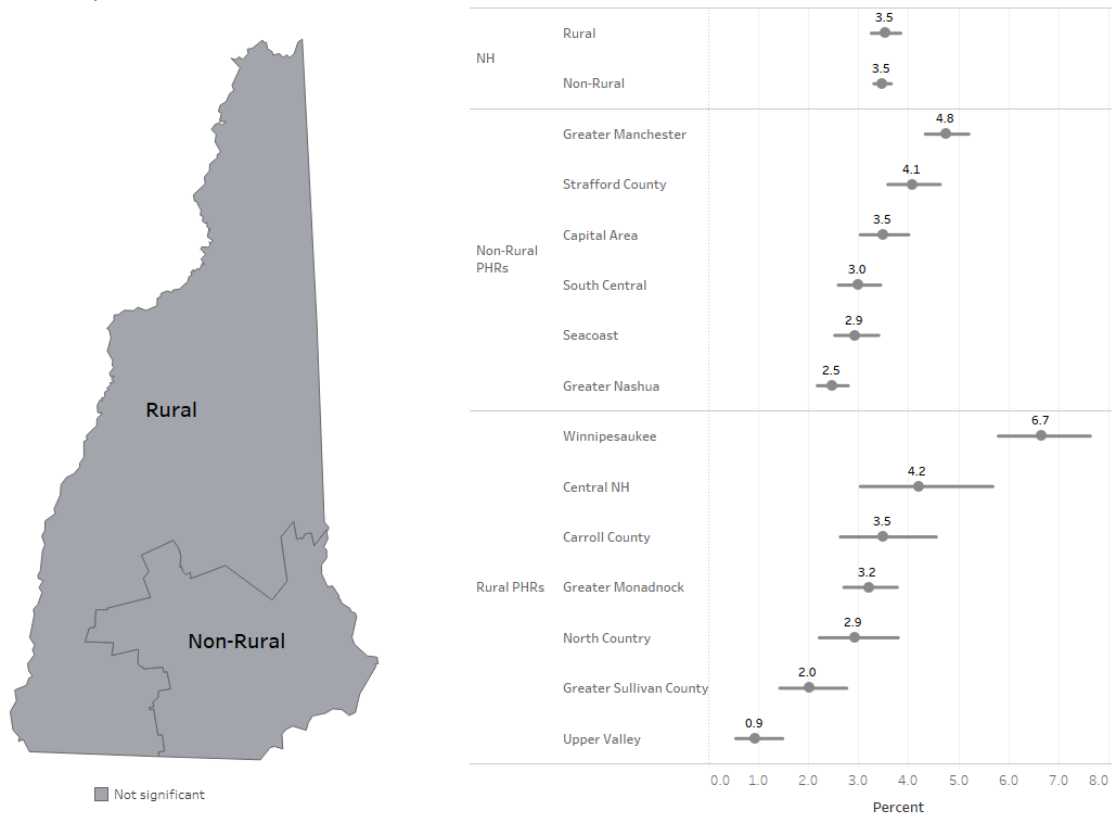 Rural
Non-Rural
Not significant
NH
Rural
3.5
Non-Rural
3.5
Non-Rural
PHRs
Greater Manchester
4.8
Strafford County
4.1
Capital Area
3.5
South Central
3.0
Seacoast
2.9
Greater Nashua
2.5
Rural PHRs
Winnipesaukee
6.7
Central NH
4.2
Carroll County
3.5
Greater Monadnock
3.2
North Country
2.9
Greater Sullivan County
2.0
Upper Valley
0.9
0.0 1.0 2.0 3.0 4.0 5.0 6.0 7.0 8.0
Percent